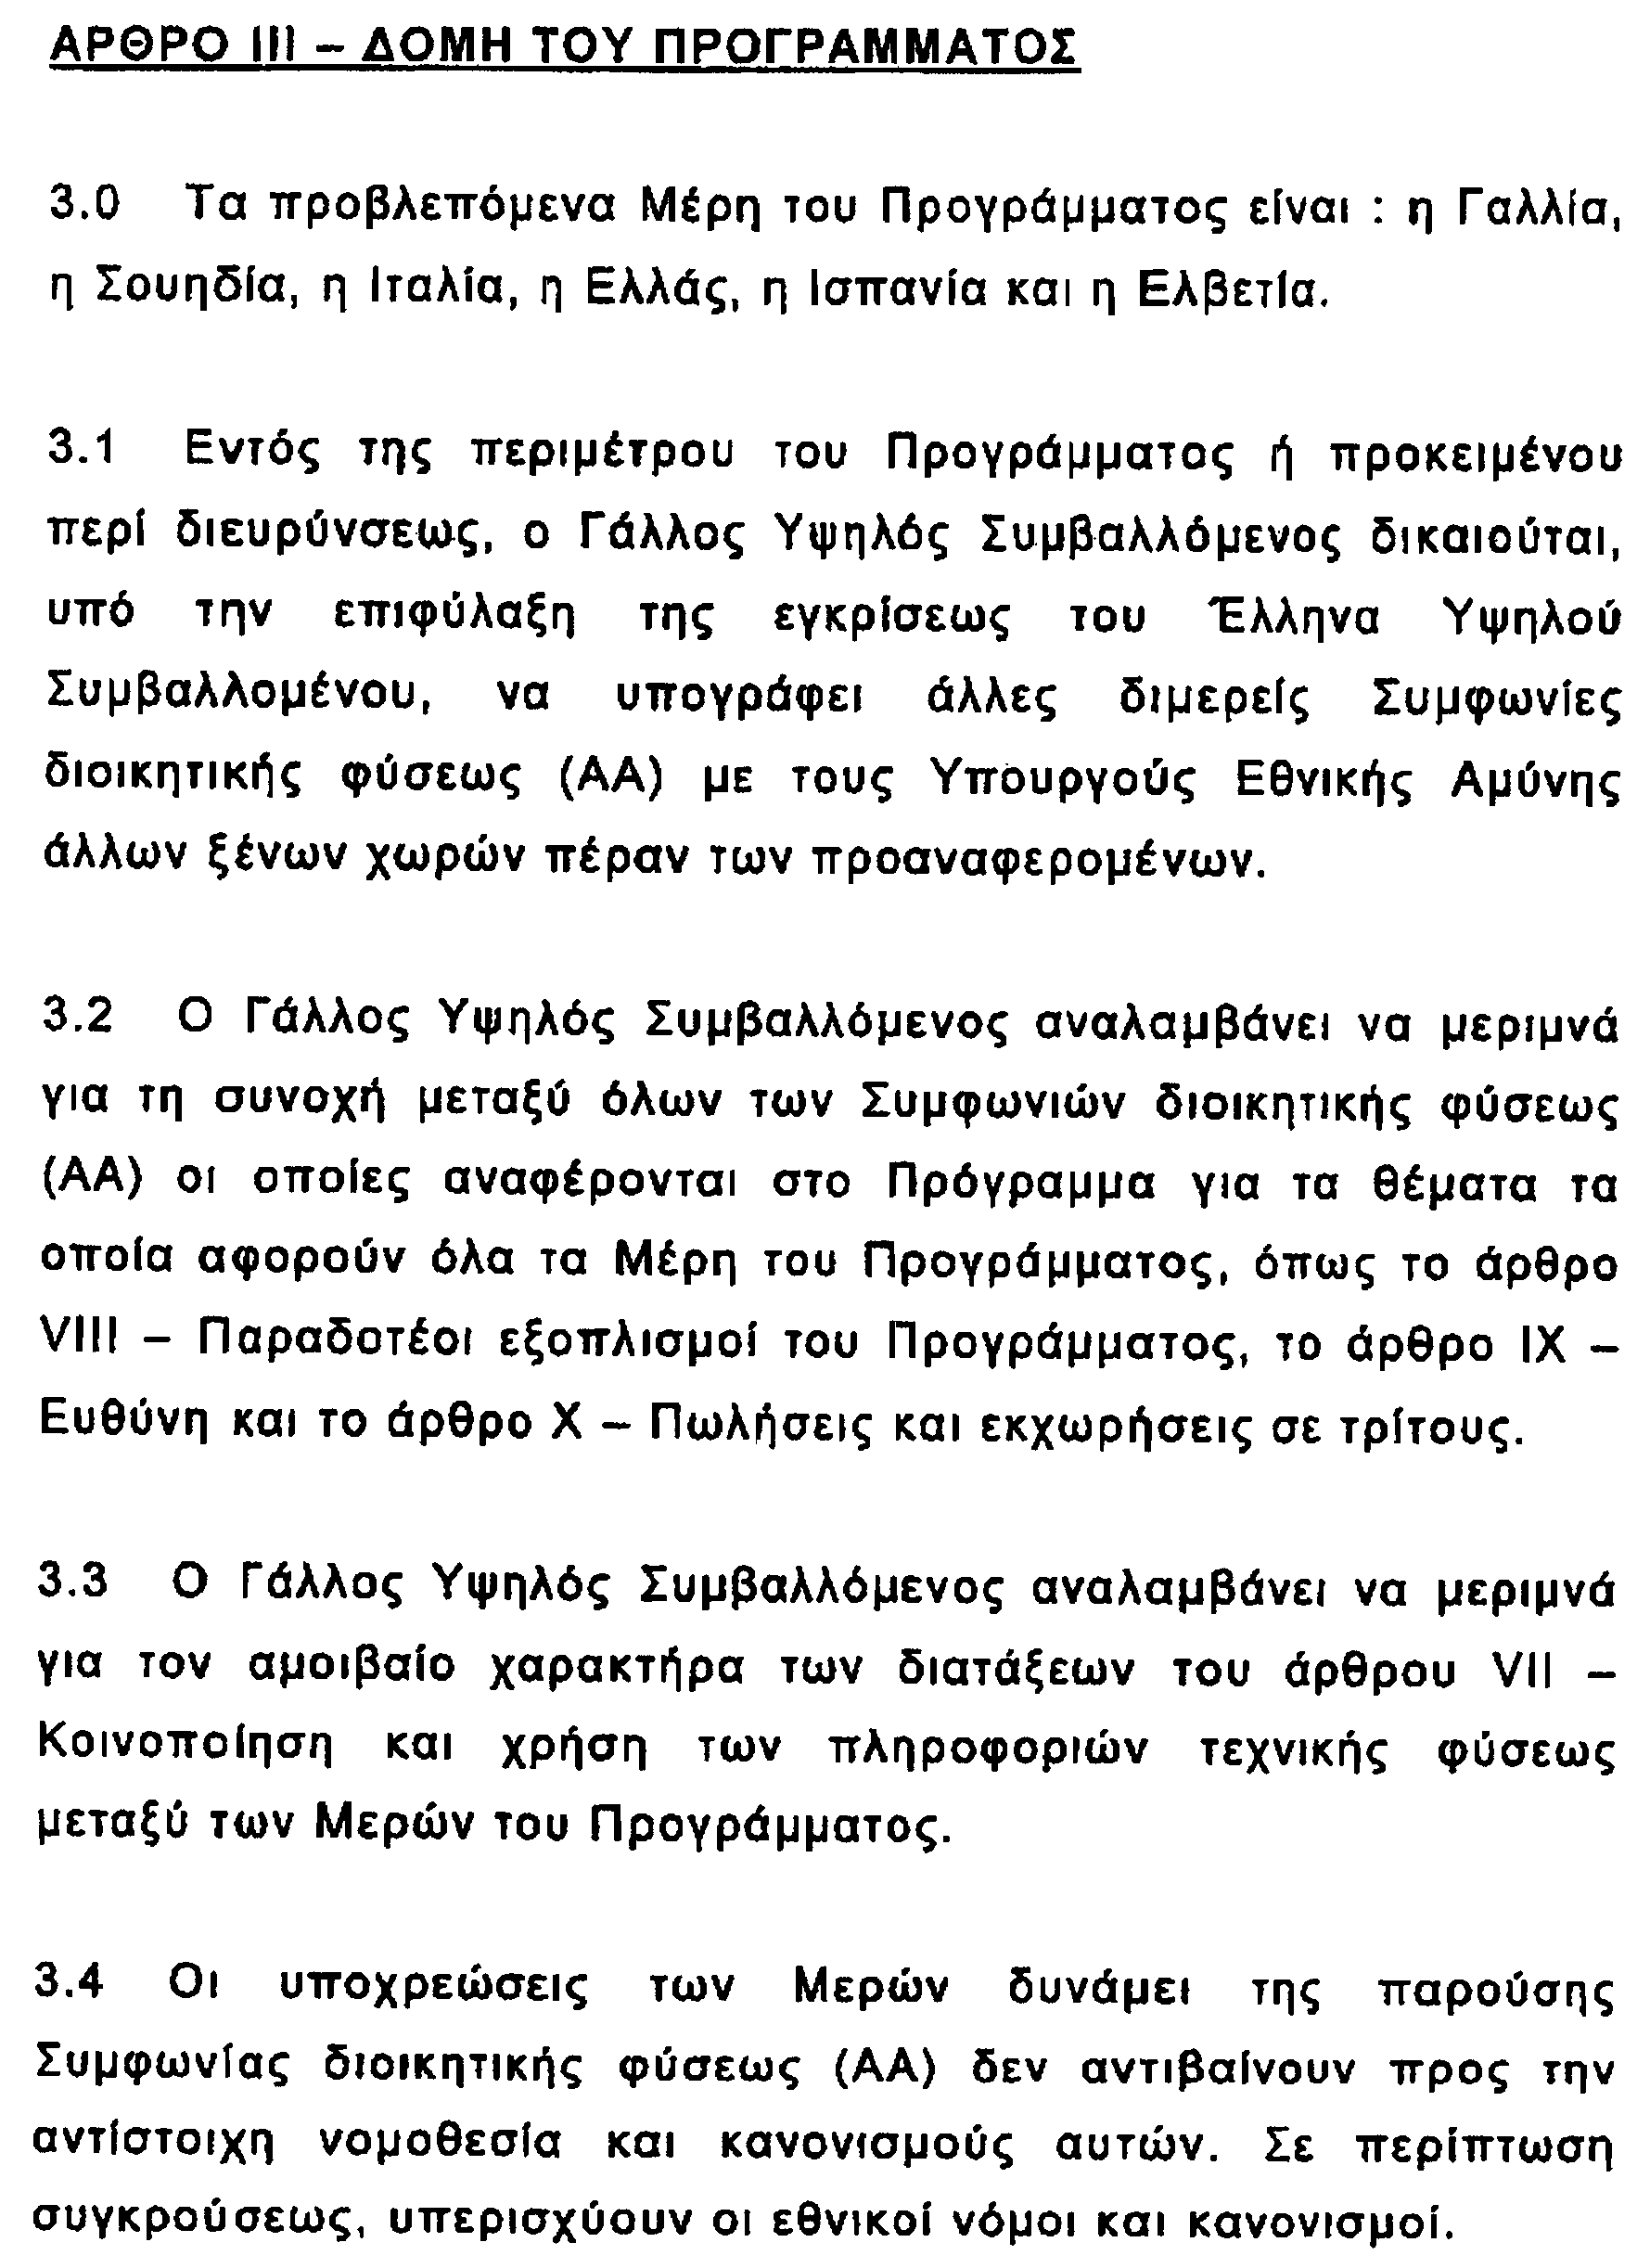 ΑΡΘΡΟ ΙΙΙ – ΔΟΜΗ ΤΟΥ ΠΡΟΓΡΑΜΜΑΤΟΣ
3.0 Τα προβλεπόμενα Μέρη του Προγράμματος είναι : η Γαλλία,
η Σουηδία, η Ιταλία, η Ελλάς, η Ισπανία και η Ελβετία.
3.1 Εντός της περιμέτρου του Προγράμματος ή προκειμένου
περί διευρύνσεως, ο Γάλλος Υψηλός Συμβαλλόμενος δικαιούται,
υπό την επιφύλαξη της εγκρίσεως του Έλληνα Υψηλού
Συμβαλλομένου, να υπογράφει άλλες διμερείς Συμφωνίες
διοικητικής φύσεως (ΑΑ) με τους Υπουργούς Εθνικής Αμύνης
άλλων ξένων χωρών πέραν των προαναφερομένων.
3.2 Ο Γάλλος Υψηλός Συμβαλλόμενος αναλαμβάνει να μεριμνά
για τη συνοχή μεταξύ όλων των Συμφωνιών διοικητικής φύσεως
(ΑΑ) οι οποίες αναφέρονται στο Πρόγραμμα για τα θέματα τα
οποία αφορούν όλα τα Μέρη του Προγράμματος, όπως το άρθρο
VIII – Παραδοτέοι εξοπλισμοί του Προγράμματος, το άρθρο ΙΧ –
Ευθύνη και το άρθρο Χ – Πωλήσεις και εκχωρήσεις σε τρίτους.
3.3 Ο Γάλλος Υψηλός Συμβαλλόμενος αναλαμβάνει να μεριμνά
για τον αμοιβαίο χαρακτήρα των διατάξεων του άρθρου VII –
Κοινοποίηση και χρήση των πληροφοριών τεχνικής φύσεως
μεταξύ των Μερών του Προγράμματος.
3.4 Οι υποχρεώσεις των Μερών δυνάμει της παρούσης
Συμφωνίας διοικητικής φύσεως (ΑΑ) δεν αντιβαίνουν προς την
αντίστοιχη νομοθεσία και κανονισμούς αυτών. Σε περίπτωση
συγκρούσεως, υπερισχύουν οι εθνικοί νόμοι και κανονισμοί.